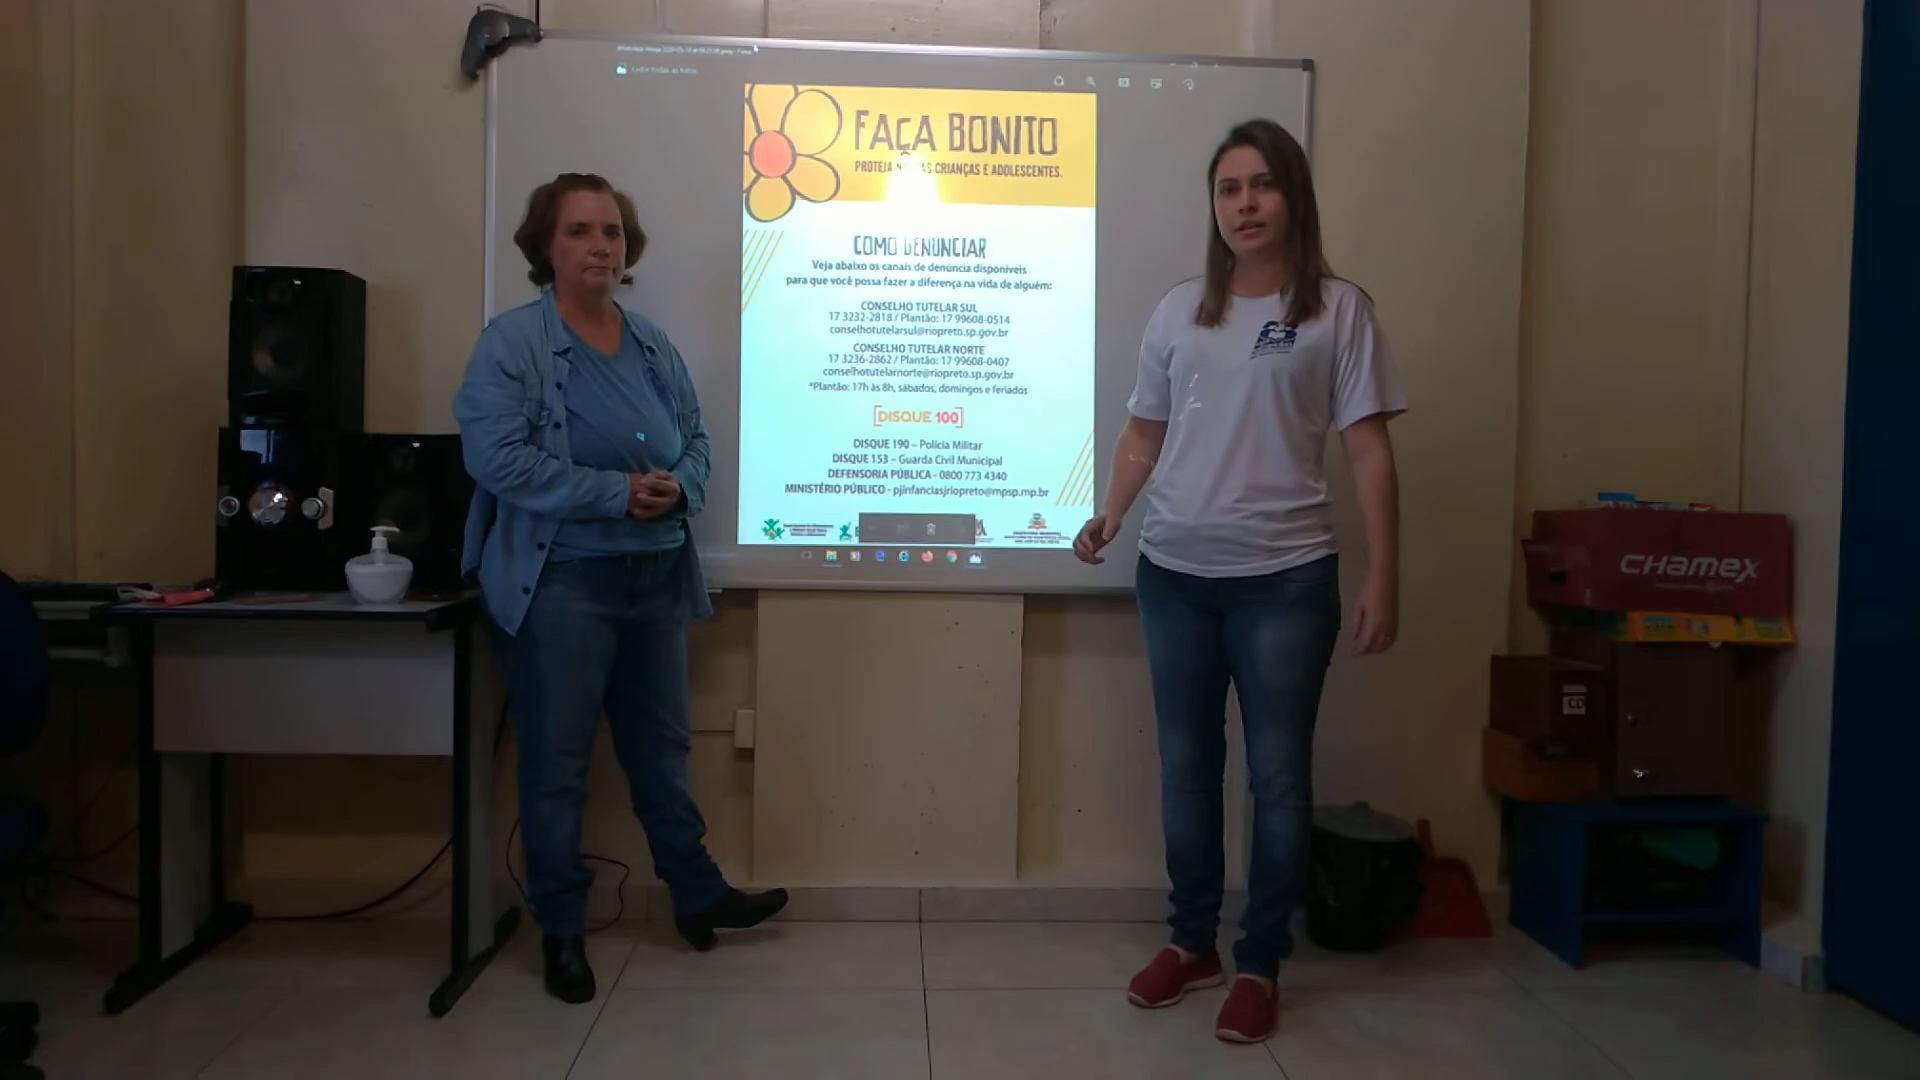 FAÇA BONITO
PROTEJA CRIANÇAS E ADOLESCENTES.
COMO DENUNCIAR
Veja abaixo os canais de denúncia disponíveis
para que você possa fazer a diferença na vida de alguém:
CONSELHO TUTELAR SUL
17 3232-2818 / Plantão: 17 99608-0514
conselhotutelarsul@riopreto.sp.gov.br
CONSELHO TUTELAR NORTE
17 3236-2862 / Plantão: 17 99608-0407
conselhotutelarnorte@riopreto.sp.gov.br
*Plantão: 17h às 8h, sábados, domingos e feriados
[DISQUE 100]
DISQUE 190 – Polícia Militar
DISQUE 153 – Guarda Civil Municipal
DEFENSORIA PÚBLICA - 0800 773 4340
MINISTÉRIO PÚBLICO - pjinfanciasjriopreto@mpsp.mp.br
CHAMEX
CD